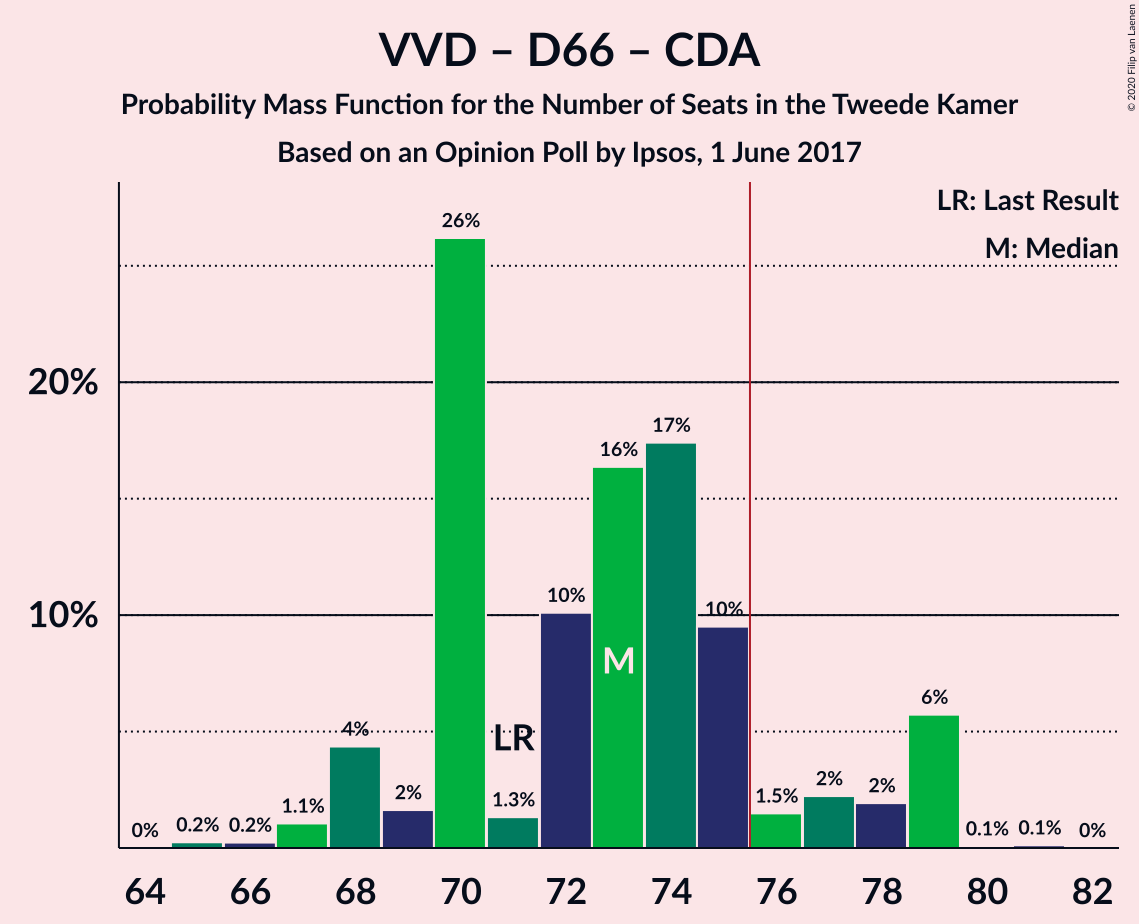 VVD – D66 – CDA
Probability Mass Function for the Number of Seats in the Tweede Kamer
Based on an Opinion Poll by Ipsos, 1 June 2017
© 2020 Filip van Laenen
LR: Last Result
M: Median
20%
10%
0%
0.2%
0.2%
1.1%
4%
2%
26%
1.3%
10%
16%
17%
10%
1.5%
2%
2%
6%
0.1%
0.1%
0%
LR
M
64 66 68 70 72 74 76 78 80 82